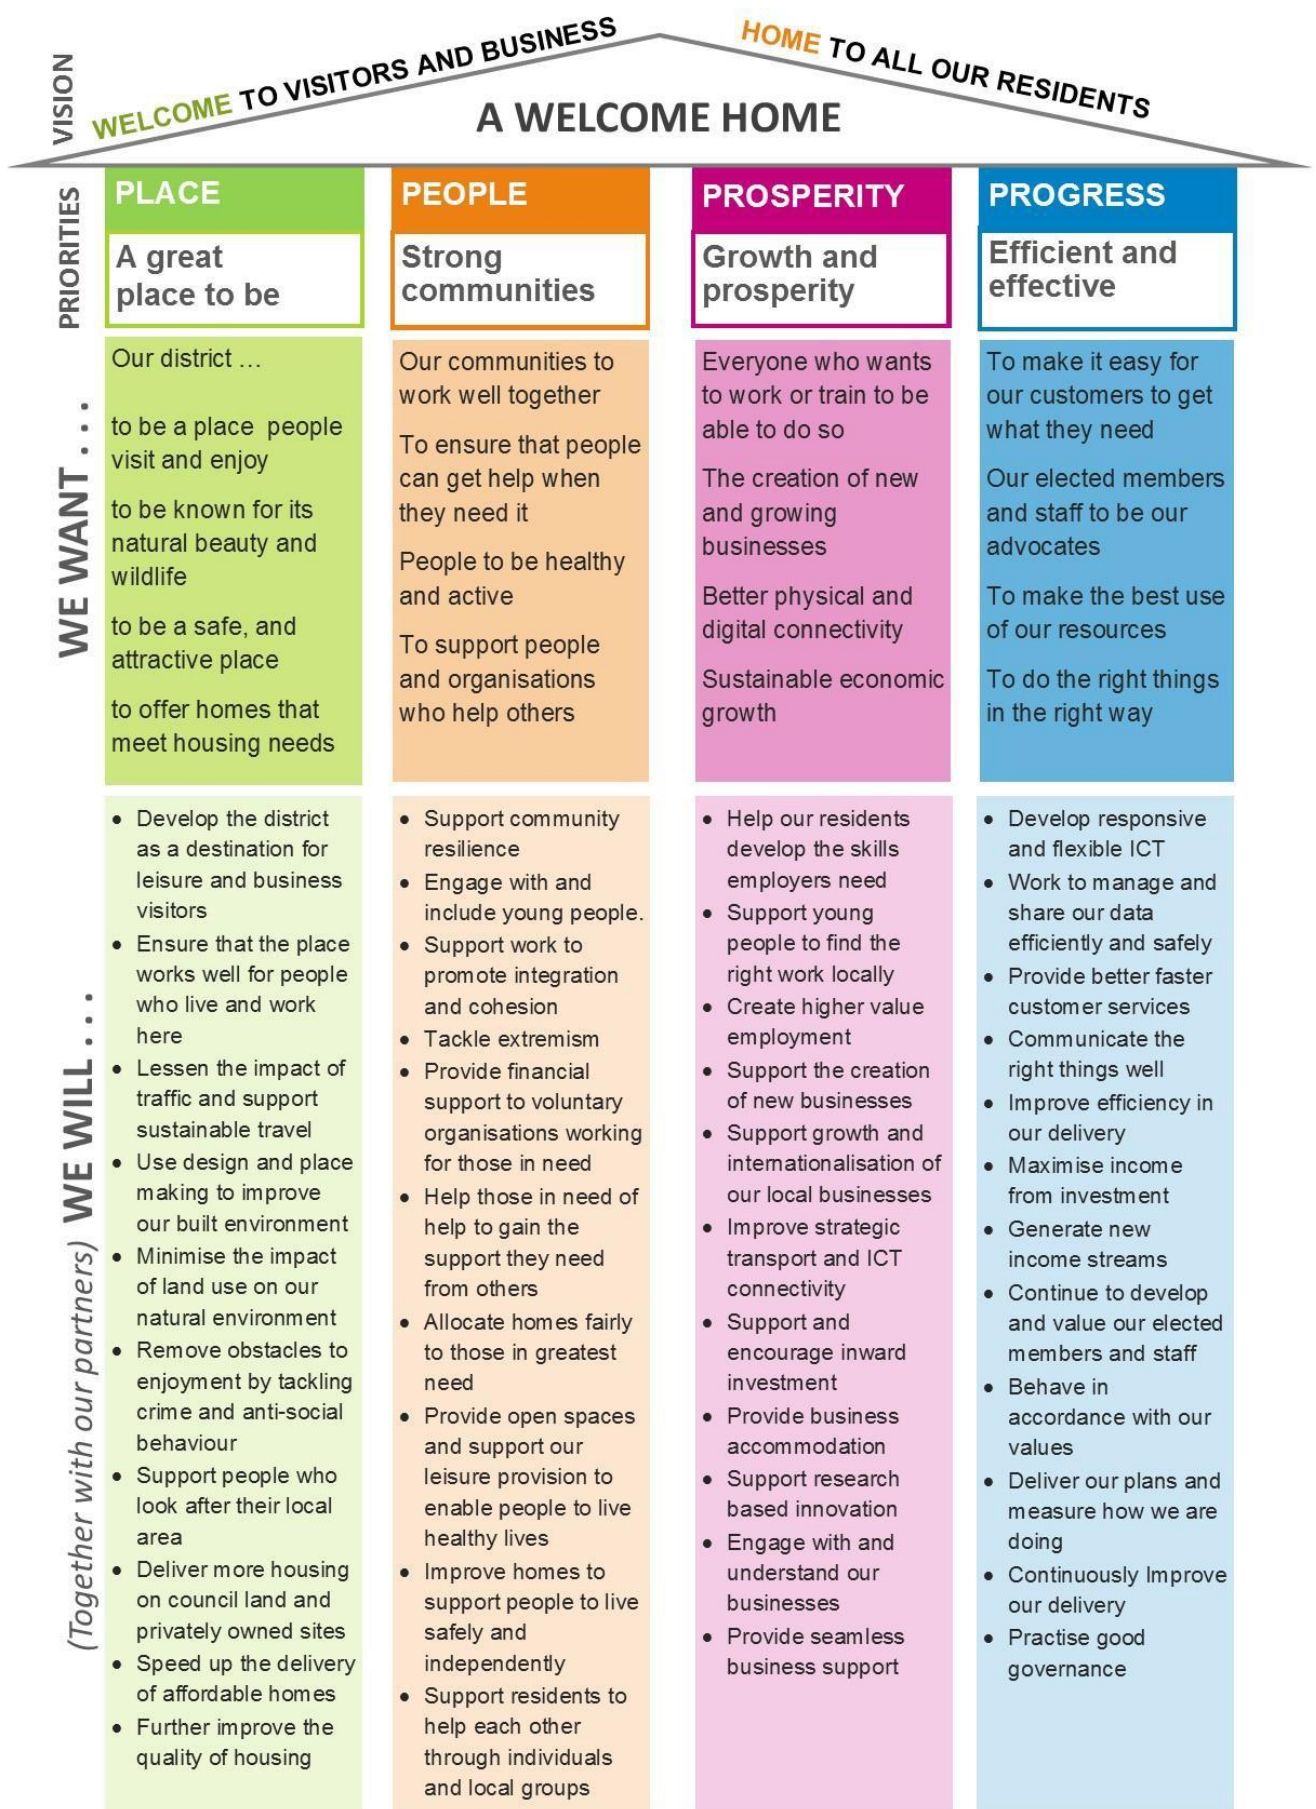 VISION
WELCOME TO VISITORS AND BUSINESS
HOME TO ALL OUR RESIDENTS
A WELCOME HOME
PRIORITIES
PLACE
A great
place to be
PEOPLE
Strong
communities
PROSPERITY
Growth and
prosperity
PROGRESS
Efficient and
effective
WE WANT . . .
Our district …
to be a place people
visit and enjoy
to be known for its
natural beauty and
wildlife
to be a safe, and
attractive place
to offer homes that
meet housing needs
Our communities to
work well together
To ensure that people
can get help when
they need it
People to be healthy
and active
To support people
and organisations
who help others
Everyone who wants
to work or train to be
able to do so
The creation of new
and growing
businesses
Better physical and
digital connectivity
Sustainable economic
growth
To make it easy for
our customers to get
what they need
Our elected members
and staff to be our
advocates
To make the best use
of our resources
To do the right things
in the right way
(Together with our partners) WE WILL . . .
• Develop the district
as a destination for
leisure and business
visitors
• Ensure that the place
works well for people
who live and work
here
• Lessen the impact of
traffic and support
sustainable travel
• Use design and place
making to improve
our built environment
• Minimise the impact
of land use on our
natural environment
• Remove obstacles to
enjoyment by tackling
crime and anti-social
behaviour
• Support people who
look after their local
area
• Deliver more housing
on council land and
privately owned sites
• Speed up the delivery
of affordable homes
• Further improve the
quality of housing
• Support community
resilience
• Engage with and
include young people.
• Support work to
promote integration
and cohesion
• Tackle extremism
• Provide financial
support to voluntary
organisations working
for those in need
• Help those in need of
help to gain the
support they need
from others
• Allocate homes fairly
to those in greatest
need
• Provide open spaces
and support our
leisure provision to
enable people to live
healthy lives
• Improve homes to
support people to live
safely and
independently
• Support residents to
help each other
through individuals
and local groups
• Help our residents
develop the skills
employers need
• Support young
people to find the
right work locally
• Create higher value
employment
• Support the creation
of new businesses
• Support growth and
internationalisation of
our local businesses
• Improve strategic
transport and ICT
connectivity
• Support and
encourage inward
investment
• Provide business
accommodation
• Support research
based innovation
• Engage with and
understand our
businesses
• Provide seamless
business support
• Develop responsive
and flexible ICT
• Work to manage and
share our data
efficiently and safely
• Provide better faster
customer services
• Communicate the
right things well
• Improve efficiency in
our delivery
• Maximise income
from investment
• Generate new
income streams
• Continue to develop
and value our elected
members and staff
• Behave in
accordance with our
values
• Deliver our plans and
measure how we are
doing
• Continuously Improve
our delivery
• Practise good
governance